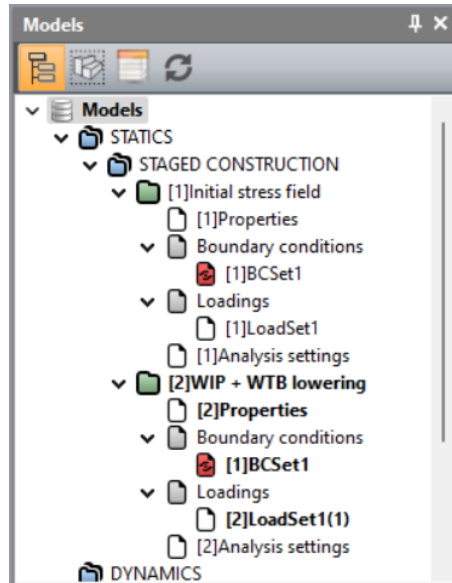 Models
Models
STATICS
STAGED CONSTRUCTION
[1]Initial stress field
[1]Properties
Boundary conditions
[1]BCSet1
Loadings
[1]LoadSet1
[1]Analysis settings
[2]WIP + WTB lowering
[2]Properties
Boundary conditions
[1]BCSet1
Loadings
[2]LoadSet1(1)
[2]Analysis settings
DYNAMICS